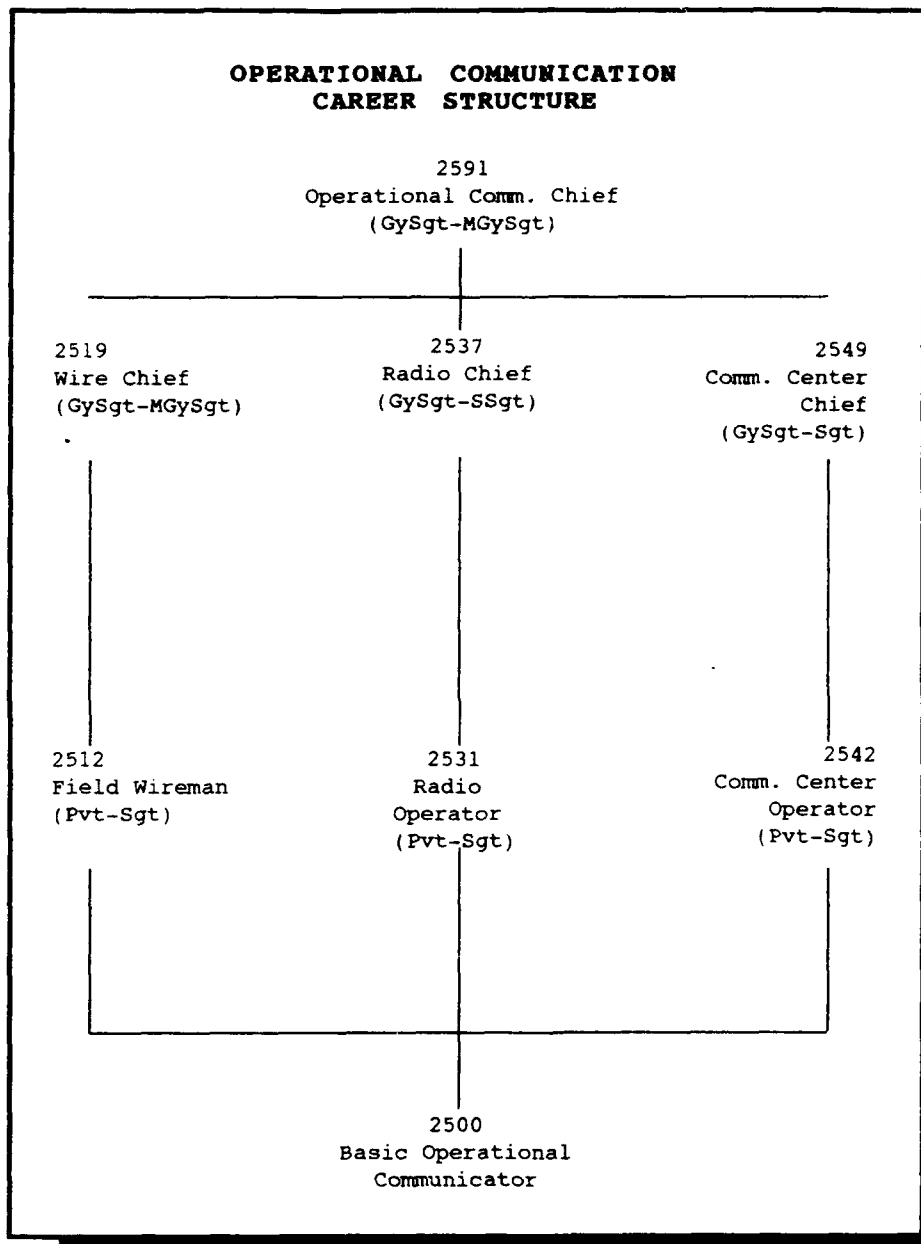 OPERATIONAL COMMUNICATION
CAREER STRUCTURE
2591
Operational Comm. Chief
(GySgt-MGySgt)
2519
Wire Chief
(GySgt-MGySgt)
2537
Radio Chief
(GySgt-SSgt)
2549
Comm. Center
Chief
(GySgt-Sgt)
2512
Field Wireman
(Pvt-Sgt)
2531
Radio
Operator
(Pvt-Sgt)
2542
Comm. Center
Operator
(Pvt-Sgt)
2500
Basic Operational
Communicator